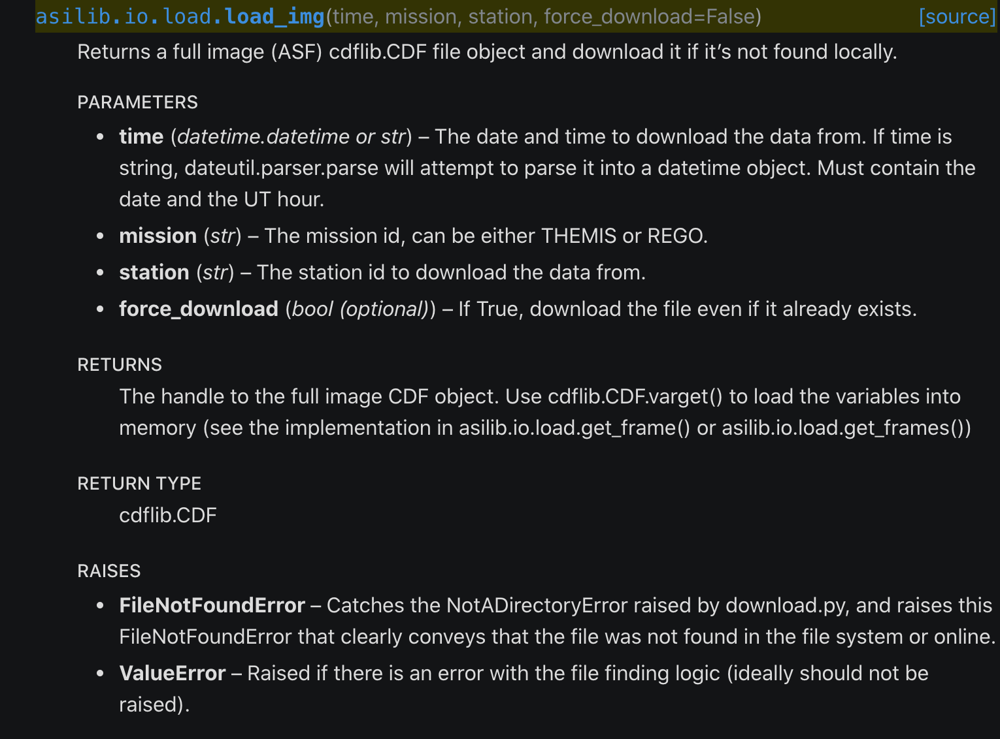 asilib.io.load.load_img(time, mission, station, force_download=False) [source]
Returns a full image (ASF) cdflib.CDF file object and download it if it’s not found locally.
PARAMETERS
• time (datetime.datetime or str) – The date and time to download the data from. If time is
string, dateutil.parser.parse will attempt to parse it into a datetime object. Must contain the
date and the UT hour.
• mission (str) – The mission id, can be either THEMIS or REGO.
• station (str) – The station id to download the data from.
• force_download (bool (optional)) – If True, download the file even if it already exists.
RETURNS
The handle to the full image CDF object. Use cdflib.CDF.varget() to load the variables into
memory (see the implementation in asilib.io.load.get_frame() or asilib.io.load.get_frames())
RETURN TYPE
cdflib.CDF
RAISES
• FileNotFoundError – Catches the NotADirectoryError raised by download.py, and raises this
FileNotFoundError that clearly conveys that the file was not found in the file system or online.
• ValueError – Raised if there is an error with the file finding logic (ideally should not be
raised).